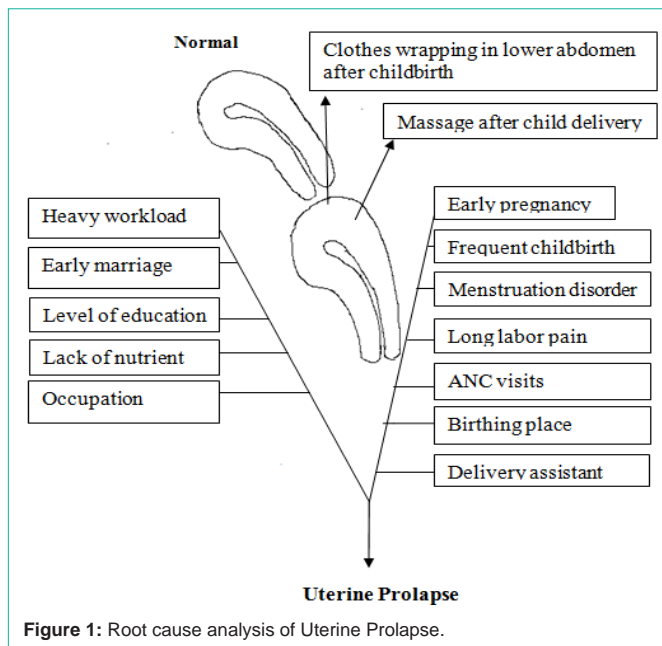 Normal
Clothes wrapping in lower abdomen
after childbirth
Massage after child delivery
Heavy workload
Early marriage
Level of education
Lack of nutrient
Occupation
Early pregnancy
Frequent childbirth
Menstruation disorder
Long labor pain
ANC visits
Birthing place
Delivery assistant
Uterine Prolapse
Figure 1: Root cause analysis of Uterine Prolapse.